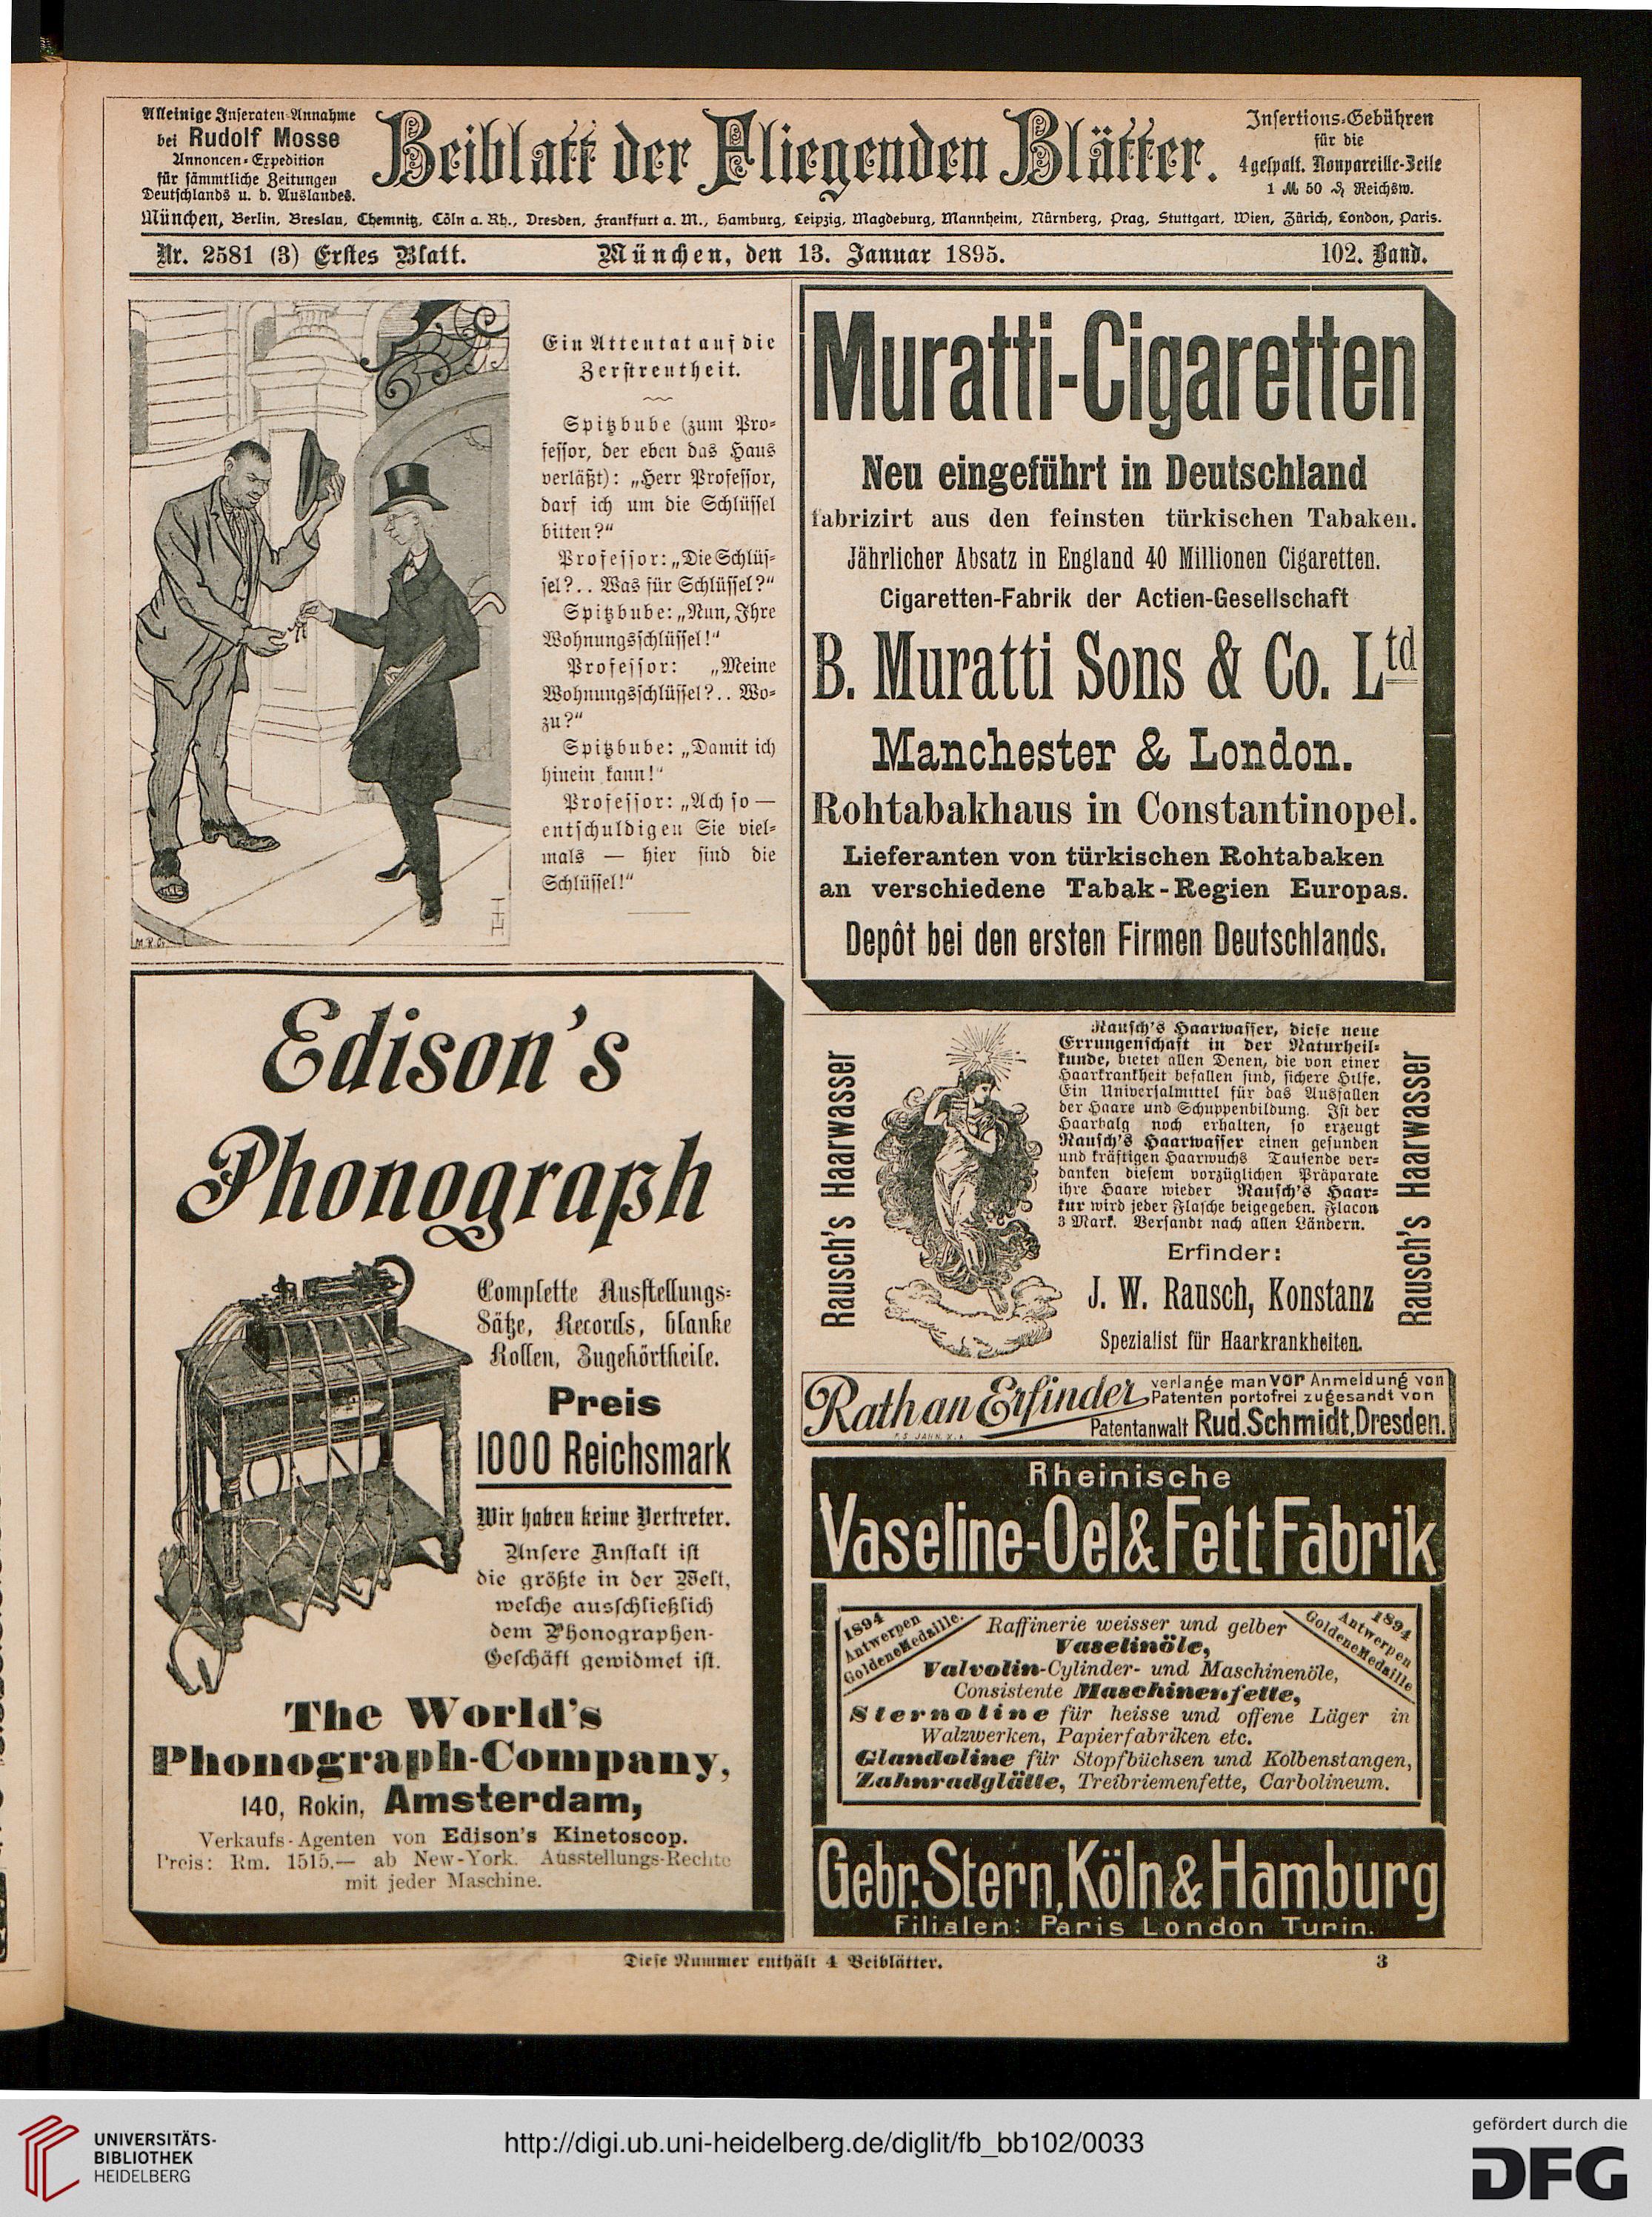 Alleinige Inseraten-Annahme
bei Rudolf Mosse
Annoncen-Expedition
für sämmtliche Zeitungen
Deutschlands u. d. Auslandes.
Beiblatt der Fliegenden Blätter.
Insertions-Gebühren
für die
4gespalt. Nonpareille-Zeile
1 M 50 ₰ Reichsw.
München, Berlin, Breslau, Chemnitz, Cöln a. Rh., Dresden, Frankfurt a. M., Hamburg, Leipzig, Magdeburg, Mannheim, Nürnberg, Prag, Stuttgart, Wien, Zürich, London, Paris.
Nr. 2581 (3) Erstes Blatt. München, den 13. Januar 1895. 102. Band.
Ein Attentat auf die
Zerstreutheit.
Spitzbube (zum Pro-
fessor, der eben das Haus
verläßt): „Herr Professor,
darf ich um die Schlüssel
bitten?“
Professor: „Die Schlüs-
sel?.. Was für Schlüssel?“
Spitzbube: „Nun, Ihre
Wohnungsschlüssel!“
Professor: „Meine
Wohnungsschlüssel?.. Wo-
zu?“
Spitzbube: „Damit ich
hinein kann!“
Professor: „Ach so —
entschuldigen Sie viel-
mals — hier sind die
Schlüssel!“
Edison's
Phonograph
Complette Ausstellungs-
Sätze, Records, blanke
Rollen, Zugehörtheile.
Preis
1000 Reichsmark
Wir haben keine Vertreter.
Unsere Anstalt ist
die größte in der Welt,
welche ausschließlich
dem Phonographen-
Geschäft gewidmet ist.
The World's
Phonograph-Company,
140, Rokin, Amsterdam,
Verkaufs-Agenten von Edison's Kinetoscop.
Preis: Rm. 1515,— ab New-York. Ausstellungs-Rechte
mit jeder Maschine.
Muratti-Cigaretten
Neu eingeführt in Deutschland
fabrizirt aus den feinsten türkischen Tabaken.
Jährlicher Absatz in England 40 Millionen Cigaretten.
Cigaretten-Fabrik der Actien-Gesellschaft
B. Muratti Sons & Co. Ltd
Manchester & London.
Rohtabakhaus in Constantinopel.
Lieferanten von türkischen Rohtabaken
an verschiedene Tabak-Regien Europas.
Depôt bei den ersten Firmen Deutschlands.
Rausch's Haarwasser
Rausch's Haarwasser, diese neue
Errungenschaft in der Naturheil-
kunde, bietet allen Denen, die von einer
Haarkrankheit befallen sind, sichere Hilfe.
Ein Universalmittel für das Ausfallen
der Haare und Schuppenbildung. Ist der
Haarbalg noch erhalten, so erzeugt
Rausch's Haarwasser einen gesunden
und kräftigen Haarwuchs Tausende ver-
danken diesem vorzüglichen Präparate
ihre Haare wieder Rausch's Haar-
kur wird jeder Flasche beigegeben. Flacon
3 Mark. Versandt nach allen Ländern.
Erfinder:
J. W. Rausch, Konstanz
Spezialist für Haarkrankheiten.
Rausch's Haarwasser
Rath an Erfinder
verlange man vor Anmeldung von
Patenten portofrei zugesandt von
Patentanwalt Rud. Schmidt, Dresden.
Rheinische
Vaseline-Oel & Fett Fabrik
1894
Antwerpen
Goldene Medaille.
1894
Antwerpen
Goldene Medaille
Raffinerie weisser und gelber
Vaselinöle,
Valvolin-Cylinder- und Maschinenöle,
Consistente Maschinenfette,
Sternoline für heisse und offene Läger in
Walzwerken, Papierfabriken etc.
Glandoline für Stopfbüchsen und Kolbenstangen,
Zahnradglätte, Treibriemenfette, Carbolineum.
Gebr. Stern, Köln & Hamburg
Filialen: Paris London Turin.
Diese Nummer enthält 4 Beiblätter.
3
UNIVERSITÄTS-
BIBLIOTHEK
HEIDELBERG
http://digi.ub.uni-heidelberg.de/diglit/fb_bb102/0033
gefördert durch die
DFG